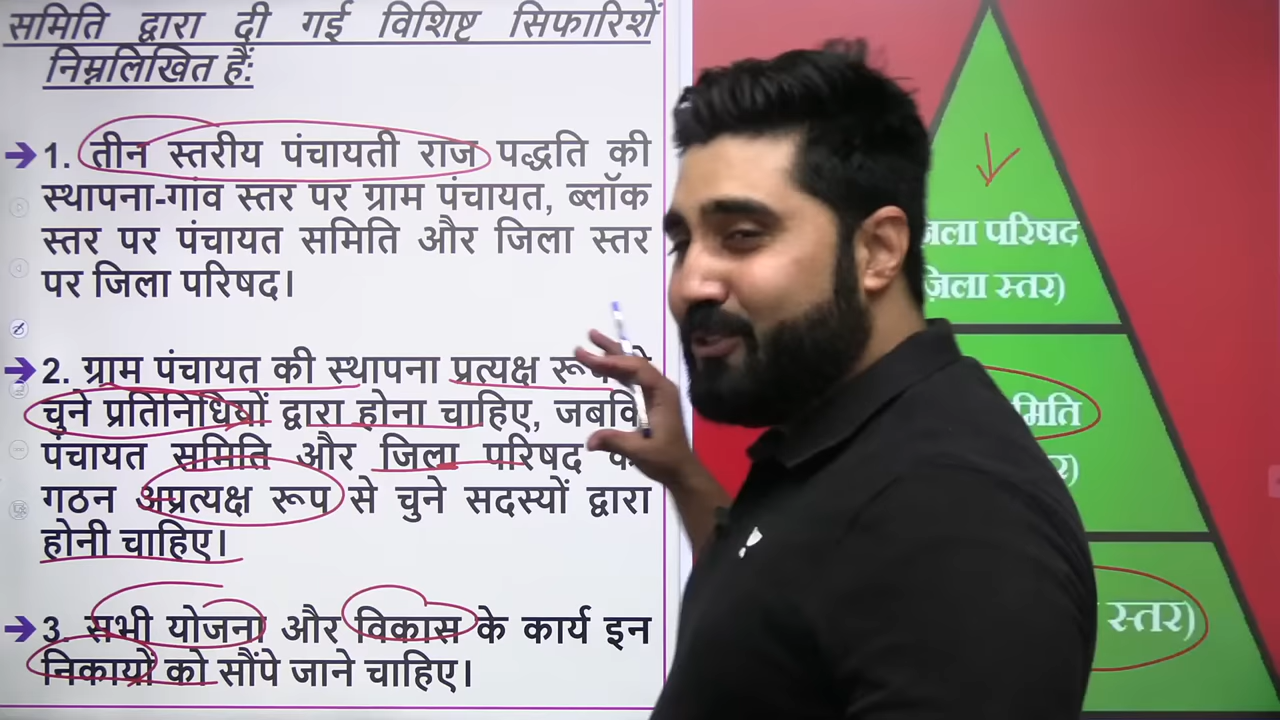 समिति द्वारा दी गई विशिष्ट सिफारिशें
निम्नलिखित हैं:
1. तीन स्तरीय पंचायती राज पद्धति की
स्थापना-गांव स्तर पर ग्राम पंचायत, ब्लॉक
स्तर पर पंचायत समिति और जिला स्तर
पर जिला परिषद।
2. ग्राम पंचायत की स्थापना प्रत्यक्ष
चुने प्रतिनिधियों द्वारा होना चाहिए, जबकि
पंचायत समिति और जिला परिषद
गठन अप्रत्यक्ष रूप से चुने सदस्यों द्वारा
होनी चाहिए।
3. सभी योजना और विकास के कार्य इन
निकायों को सौंपे जाने चाहिए।
परिषद
स्तर)
स्तर)